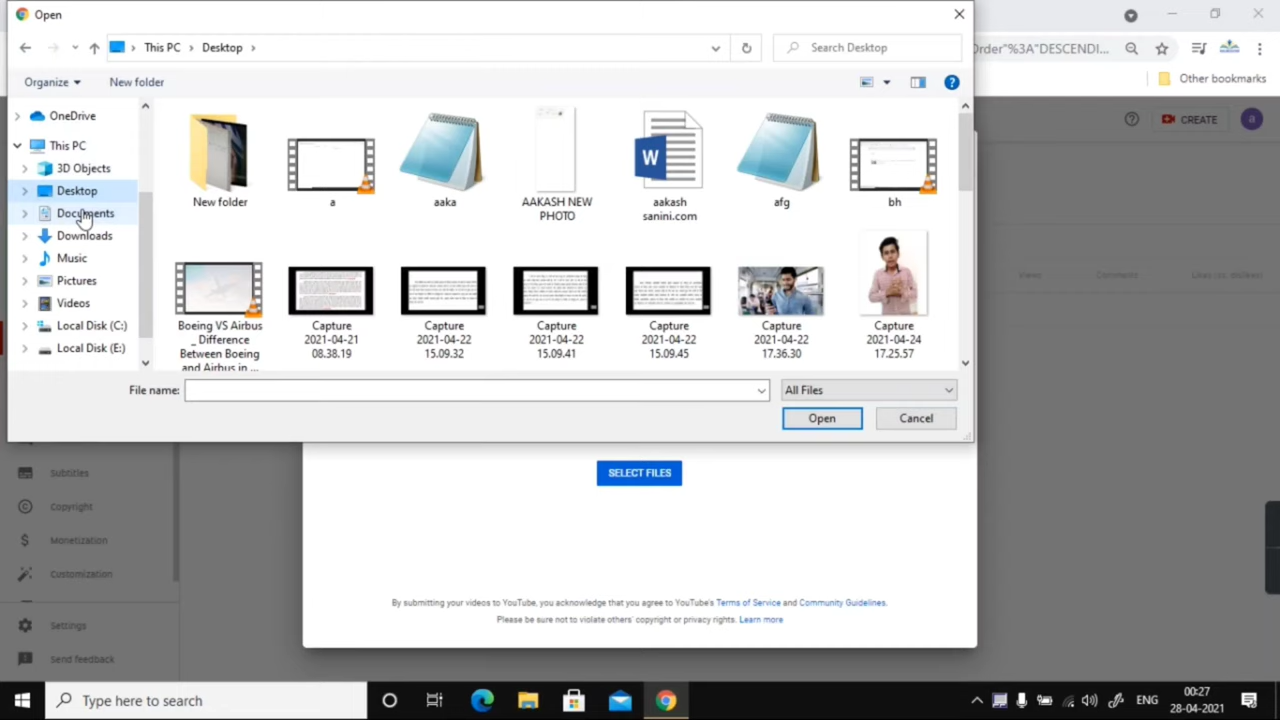 Open
This PC
Desktop
Search Desktop
Order"%3A"DESCENDI...
Organize
New folder
Other bookmarks
OneDrive
This PC
3D Objects
Desktop
Documents
Downloads
Music
Pictures
Videos
Local Disk (C:)
Local Disk (E:)
New folder
a
aaka
AAKASH NEW
PHOTO
aakash
sanini.com
afg
bh
Boeing VS Airbus
_ Difference
Between Boeing
and Airbus in ...
Capture
2021-04-21
08.38.19
Capture
2021-04-22
15.09.32
Capture
2021-04-22
15.09.41
Capture
2021-04-22
15.09.45
Capture
2021-04-22
17.36.30
Capture
2021-04-24
17.25.57
CREATE
a
Views
Comments
Likes (vs. dislikes)
File name:
All Files
Open
Cancel
SELECT FILES
Subtitles
Copyright
Monetization
Customization
Settings
Send feedback
By submitting your videos to YouTube, you acknowledge that you agree to YouTube's Terms of Service and Community Guidelines.
Please be sure not to violate others' copyright or privacy rights. Learn more
Type here to search
ENG
00:27
28-04-2021